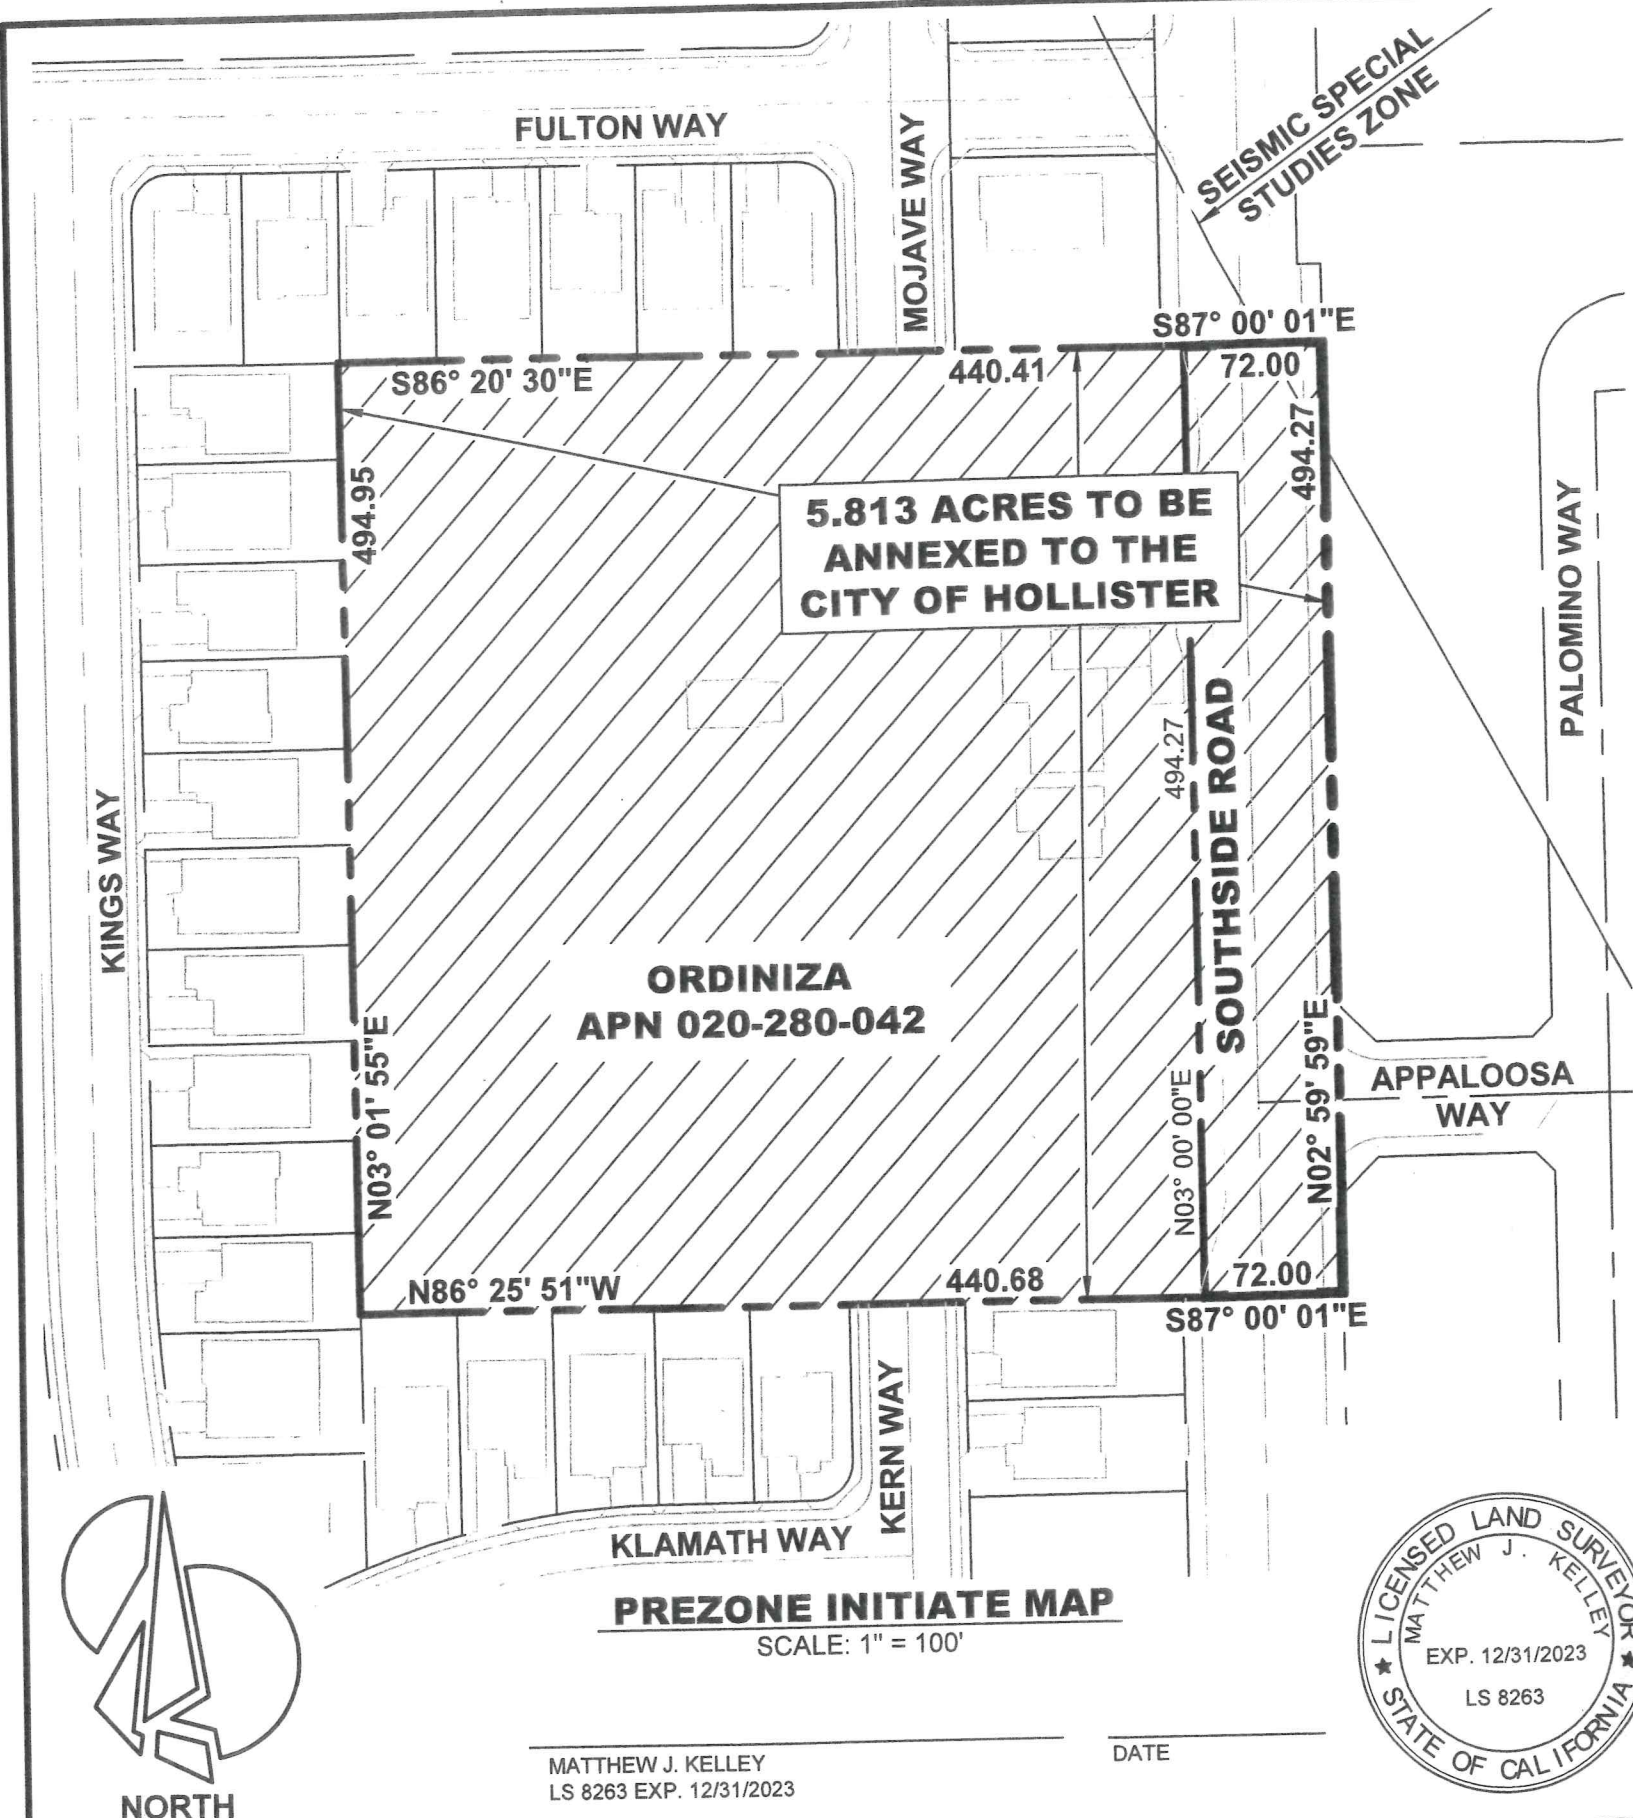 SEISMIC SPECIAL
STUDIES ZONE
FULTON WAY
MOJAVE WAY
S87° 00' 01"E
S86° 20' 30"E
440.41
72.00
494.95
494.27
5.813 ACRES TO BE
ANNEXED TO THE
CITY OF HOLLISTER
PALOMINO WAY
KINGS WAY
494.27
SOUTHSIDE ROAD
ORDINIZA
APN 020-280-042
N03° 01' 55"E
N03° 00' 00"E
N02° 59' 59"E
APPALOOSA
WAY
N86° 25' 51"W
440.68
72.00
S87° 00' 01"E
KERN WAY
KLAMATH WAY
PREZONE INITIATE MAP
SCALE: 1" = 100'
NORTH
MATTHEW J. KELLEY
LS 8263 EXP. 12/31/2023
DATE
LICENSED LAND SURVEYOR
MATTHEW J. KELLEY
EXP. 12/31/2023
LS 8263
STATE OF CALIFORNIA